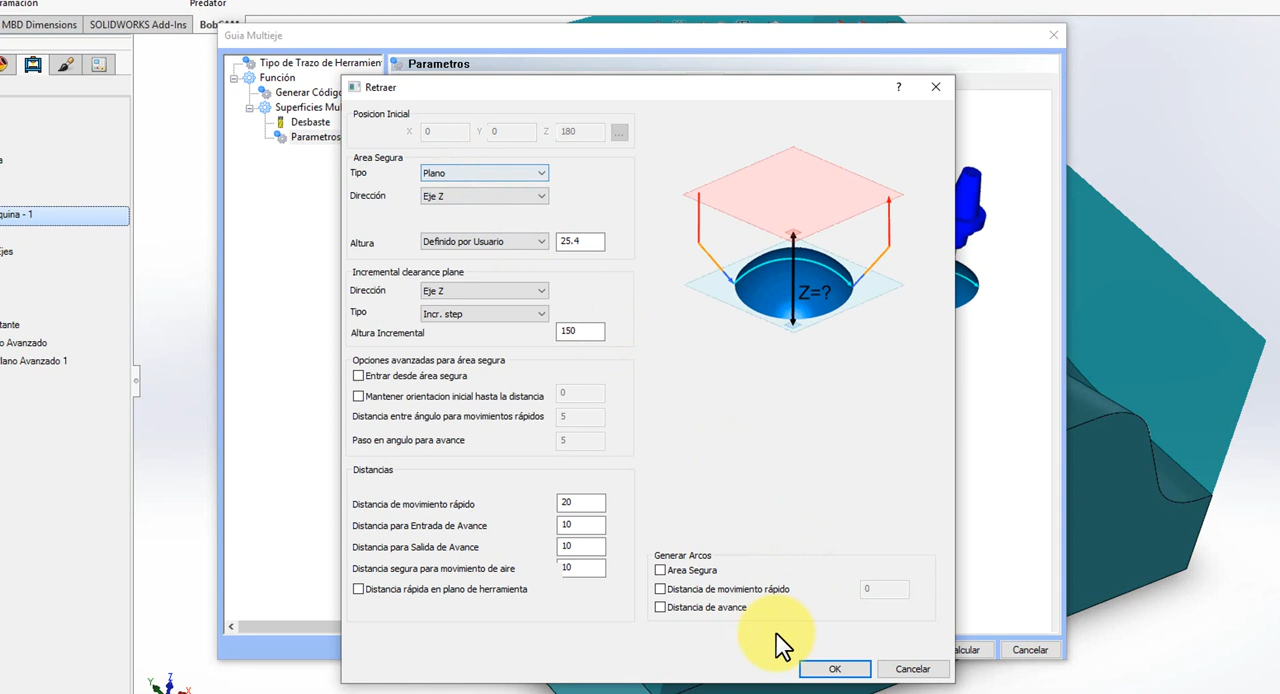 ramación
Predator
MBD Dimensions
SOLIDWORKS Add-Ins
BobCAM
Guia Multieje
Tipo de Trazo de Herramien
Función
Generar Códig
Superficies Mul
Desbaste
Parametros
Parametros
quina - 1
a
jes
tante
o Avanzado
lano Avanzado 1
Retraer
?
Posicion Inicial
X 0 Y 0 Z 180 ...
Area Segura
Tipo Plano
Dirección Eje Z
Altura Definido por Usuario 25.4
Incremental clearance plane
Dirección Eje Z
Tipo Incr. step
Altura Incremental 150
Opciones avanzadas para área segura
Entrar desde área segura
Mantener orientacion inicial hasta la distancia 0
Distancia entre ángulo para movimientos rápidos 5
Paso en angulo para avance 5
Distancias
Distancia de movimiento rápido 20
Distancia para Entrada de Avance 10
Distancia para Salida de Avance 10
Distancia segura para movimiento de aire 10
Distancia rápida en plano de herramienta
Z=?
Generar Arcos
Area Segura
Distancia de movimiento rápido 0
Distancia de avance
OK
Cancelar
alcular
Cancelar
Y Z X